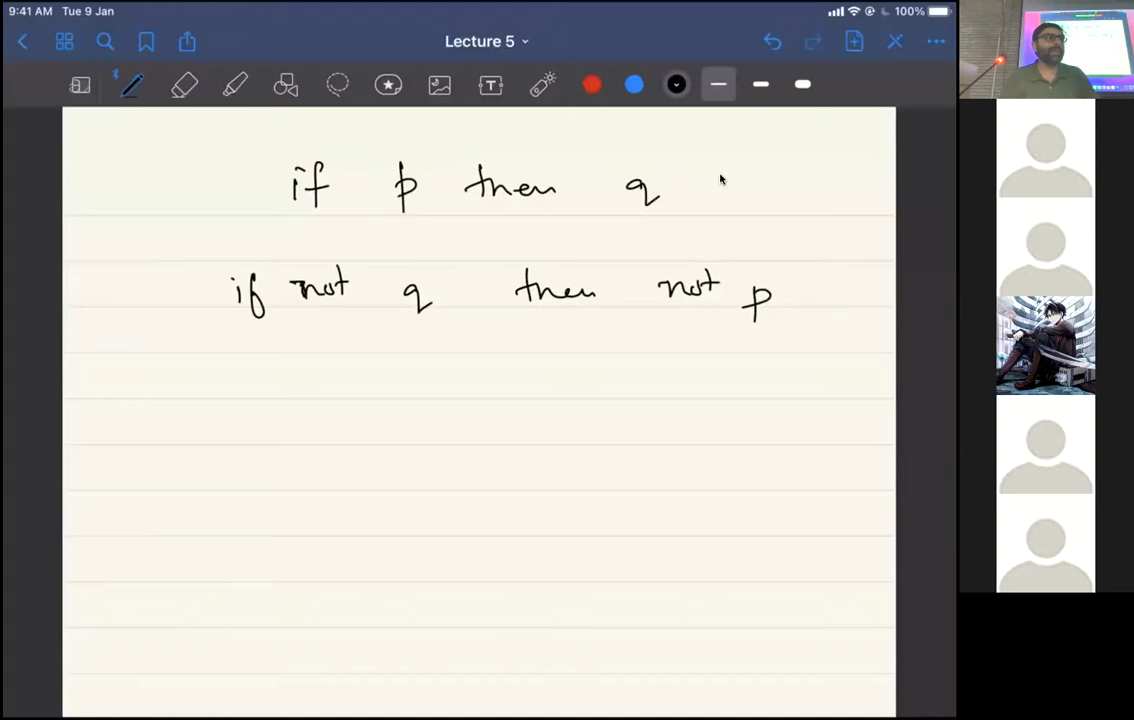 9:41 AM Tue 9 Jan
100%
Lecture 5
T
if p then q
if not q then not p